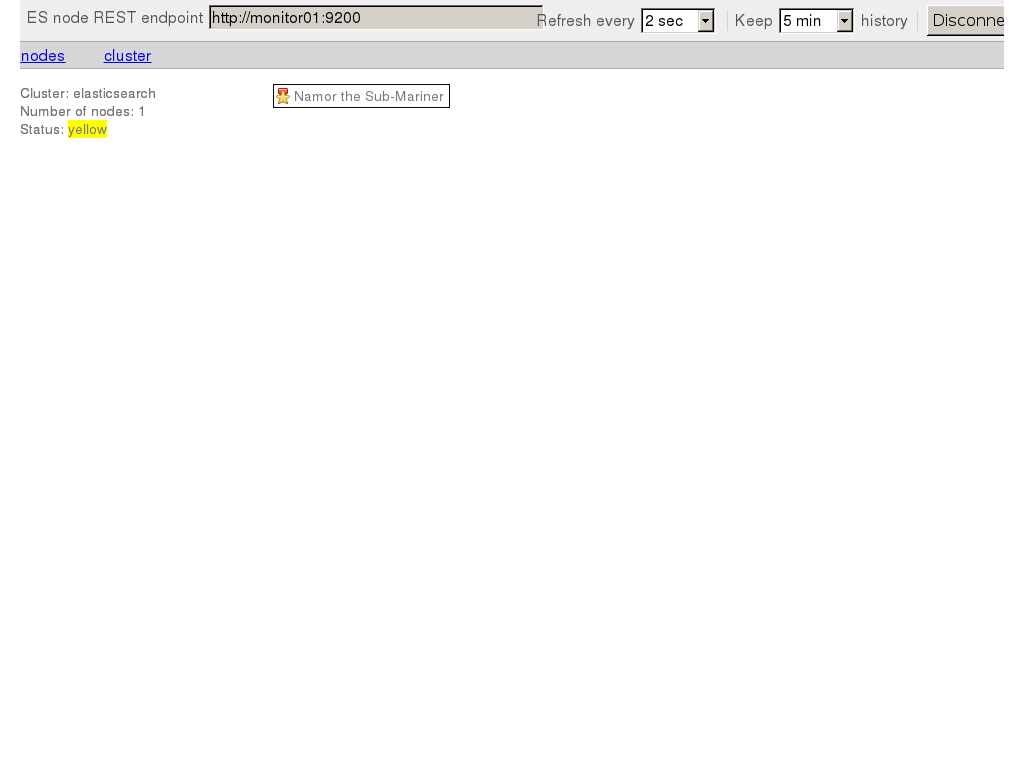 ES node REST endpoint http://monitor01:9200 Refresh every 2 sec Keep 5 min history Disconne
nodes cluster
Cluster: elasticsearch
Number of nodes: 1
Status: yellow
Namor the Sub-Mariner